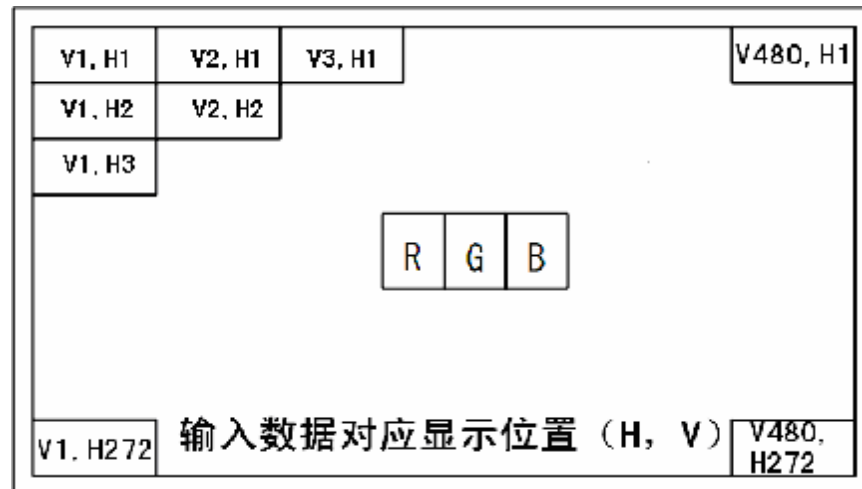 V1, H1 V2, H1 V3, H1 V480, H1
V1, H2 V2, H2
V1, H3
R G B
V1, H272 输入数据对应显示位置（H，V） V480,
H272